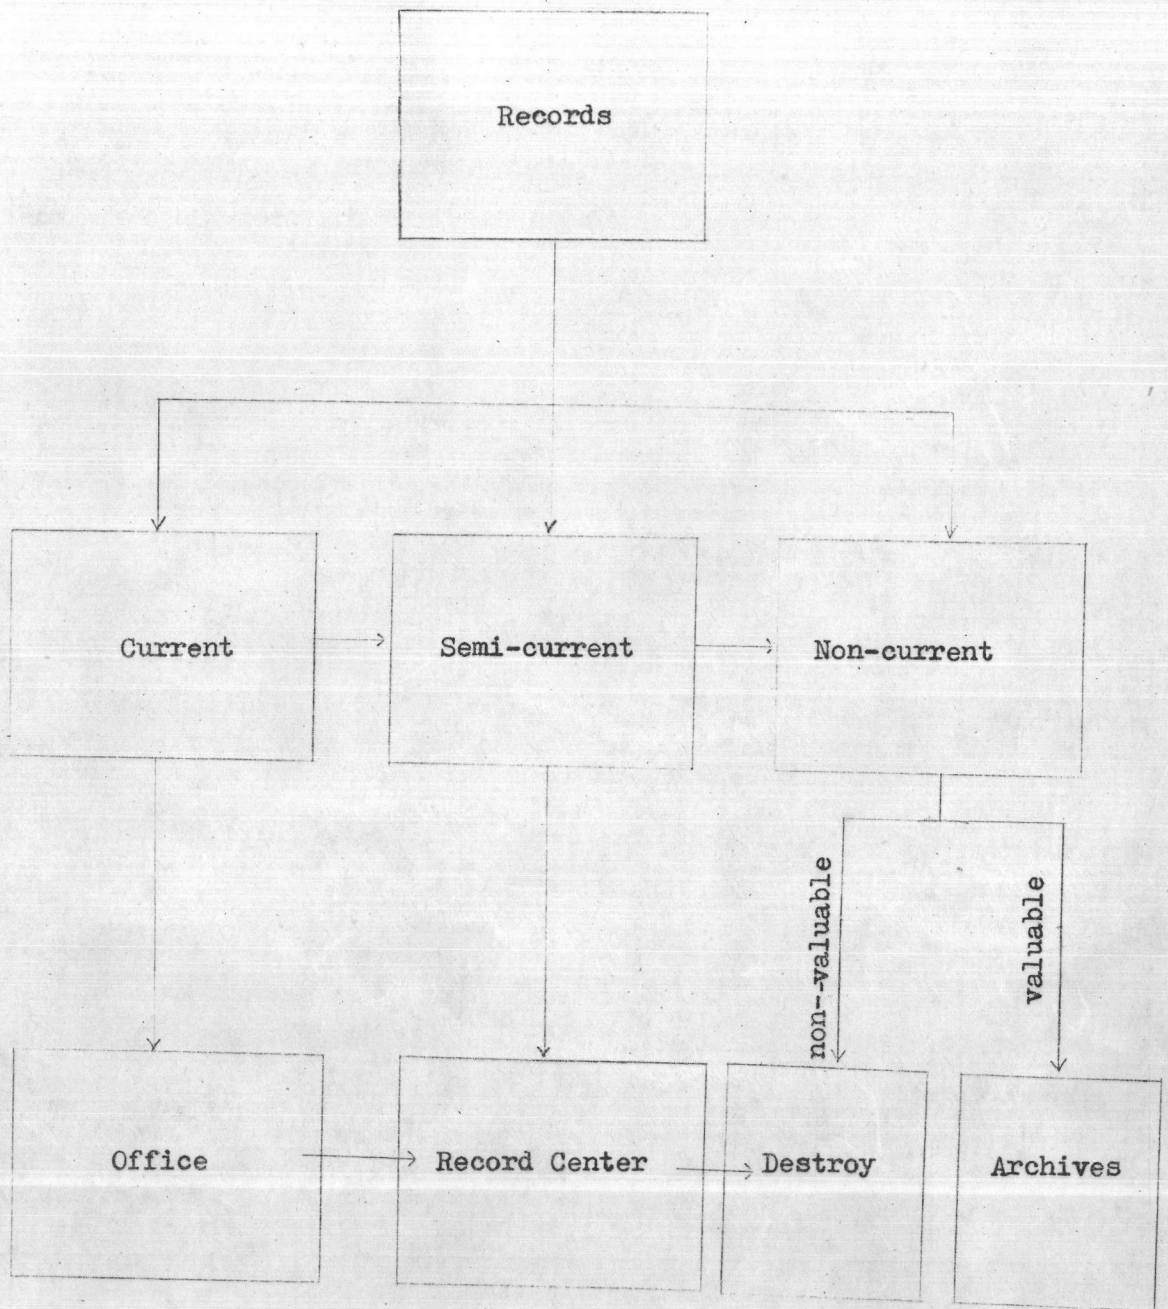 Records
Current
Semi-current
Non-current
non--valuable
valuable
Office
Record Center
Destroy
Archives